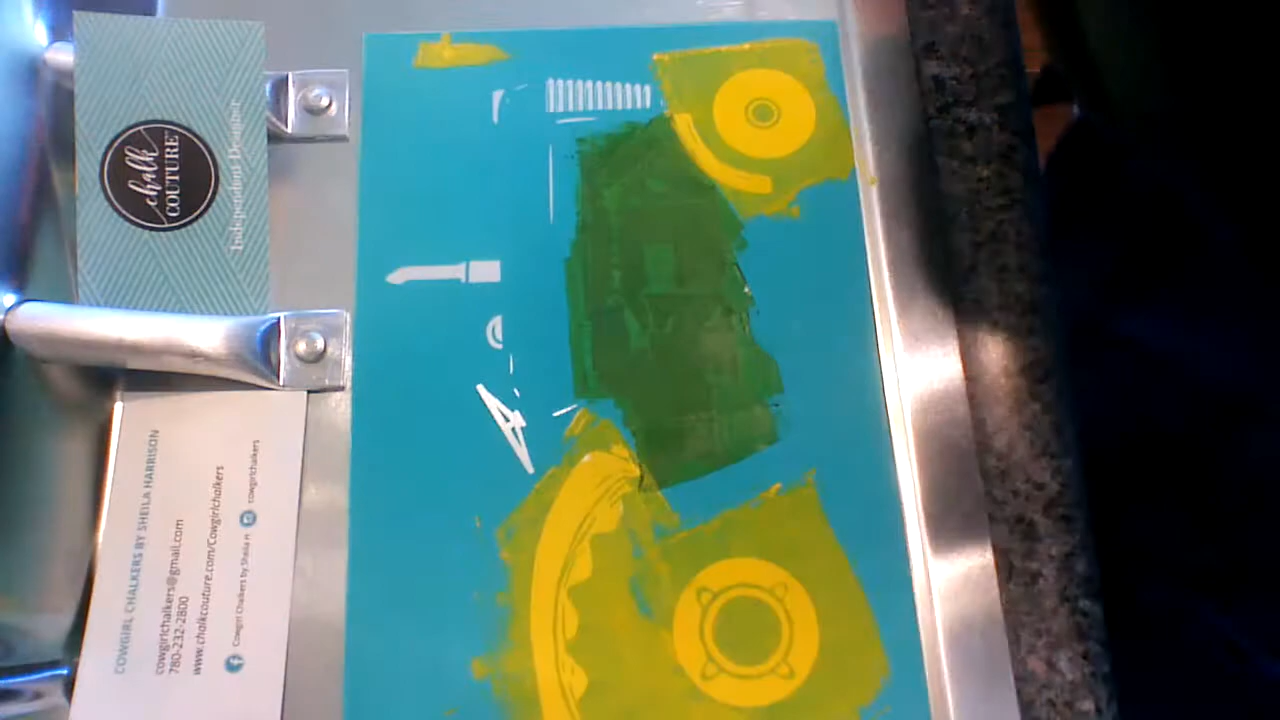 chalk
COUTURE
Independent Designer
COWGIRL CHALKERS BY SHEILA HARRISON
cowgirlchalkers@gmail.com
780-232-2800
www.chalkcouture.com/Cowgirlchalkers
Cowgirl Chalkers by Sheila H
cowgirlchalkers